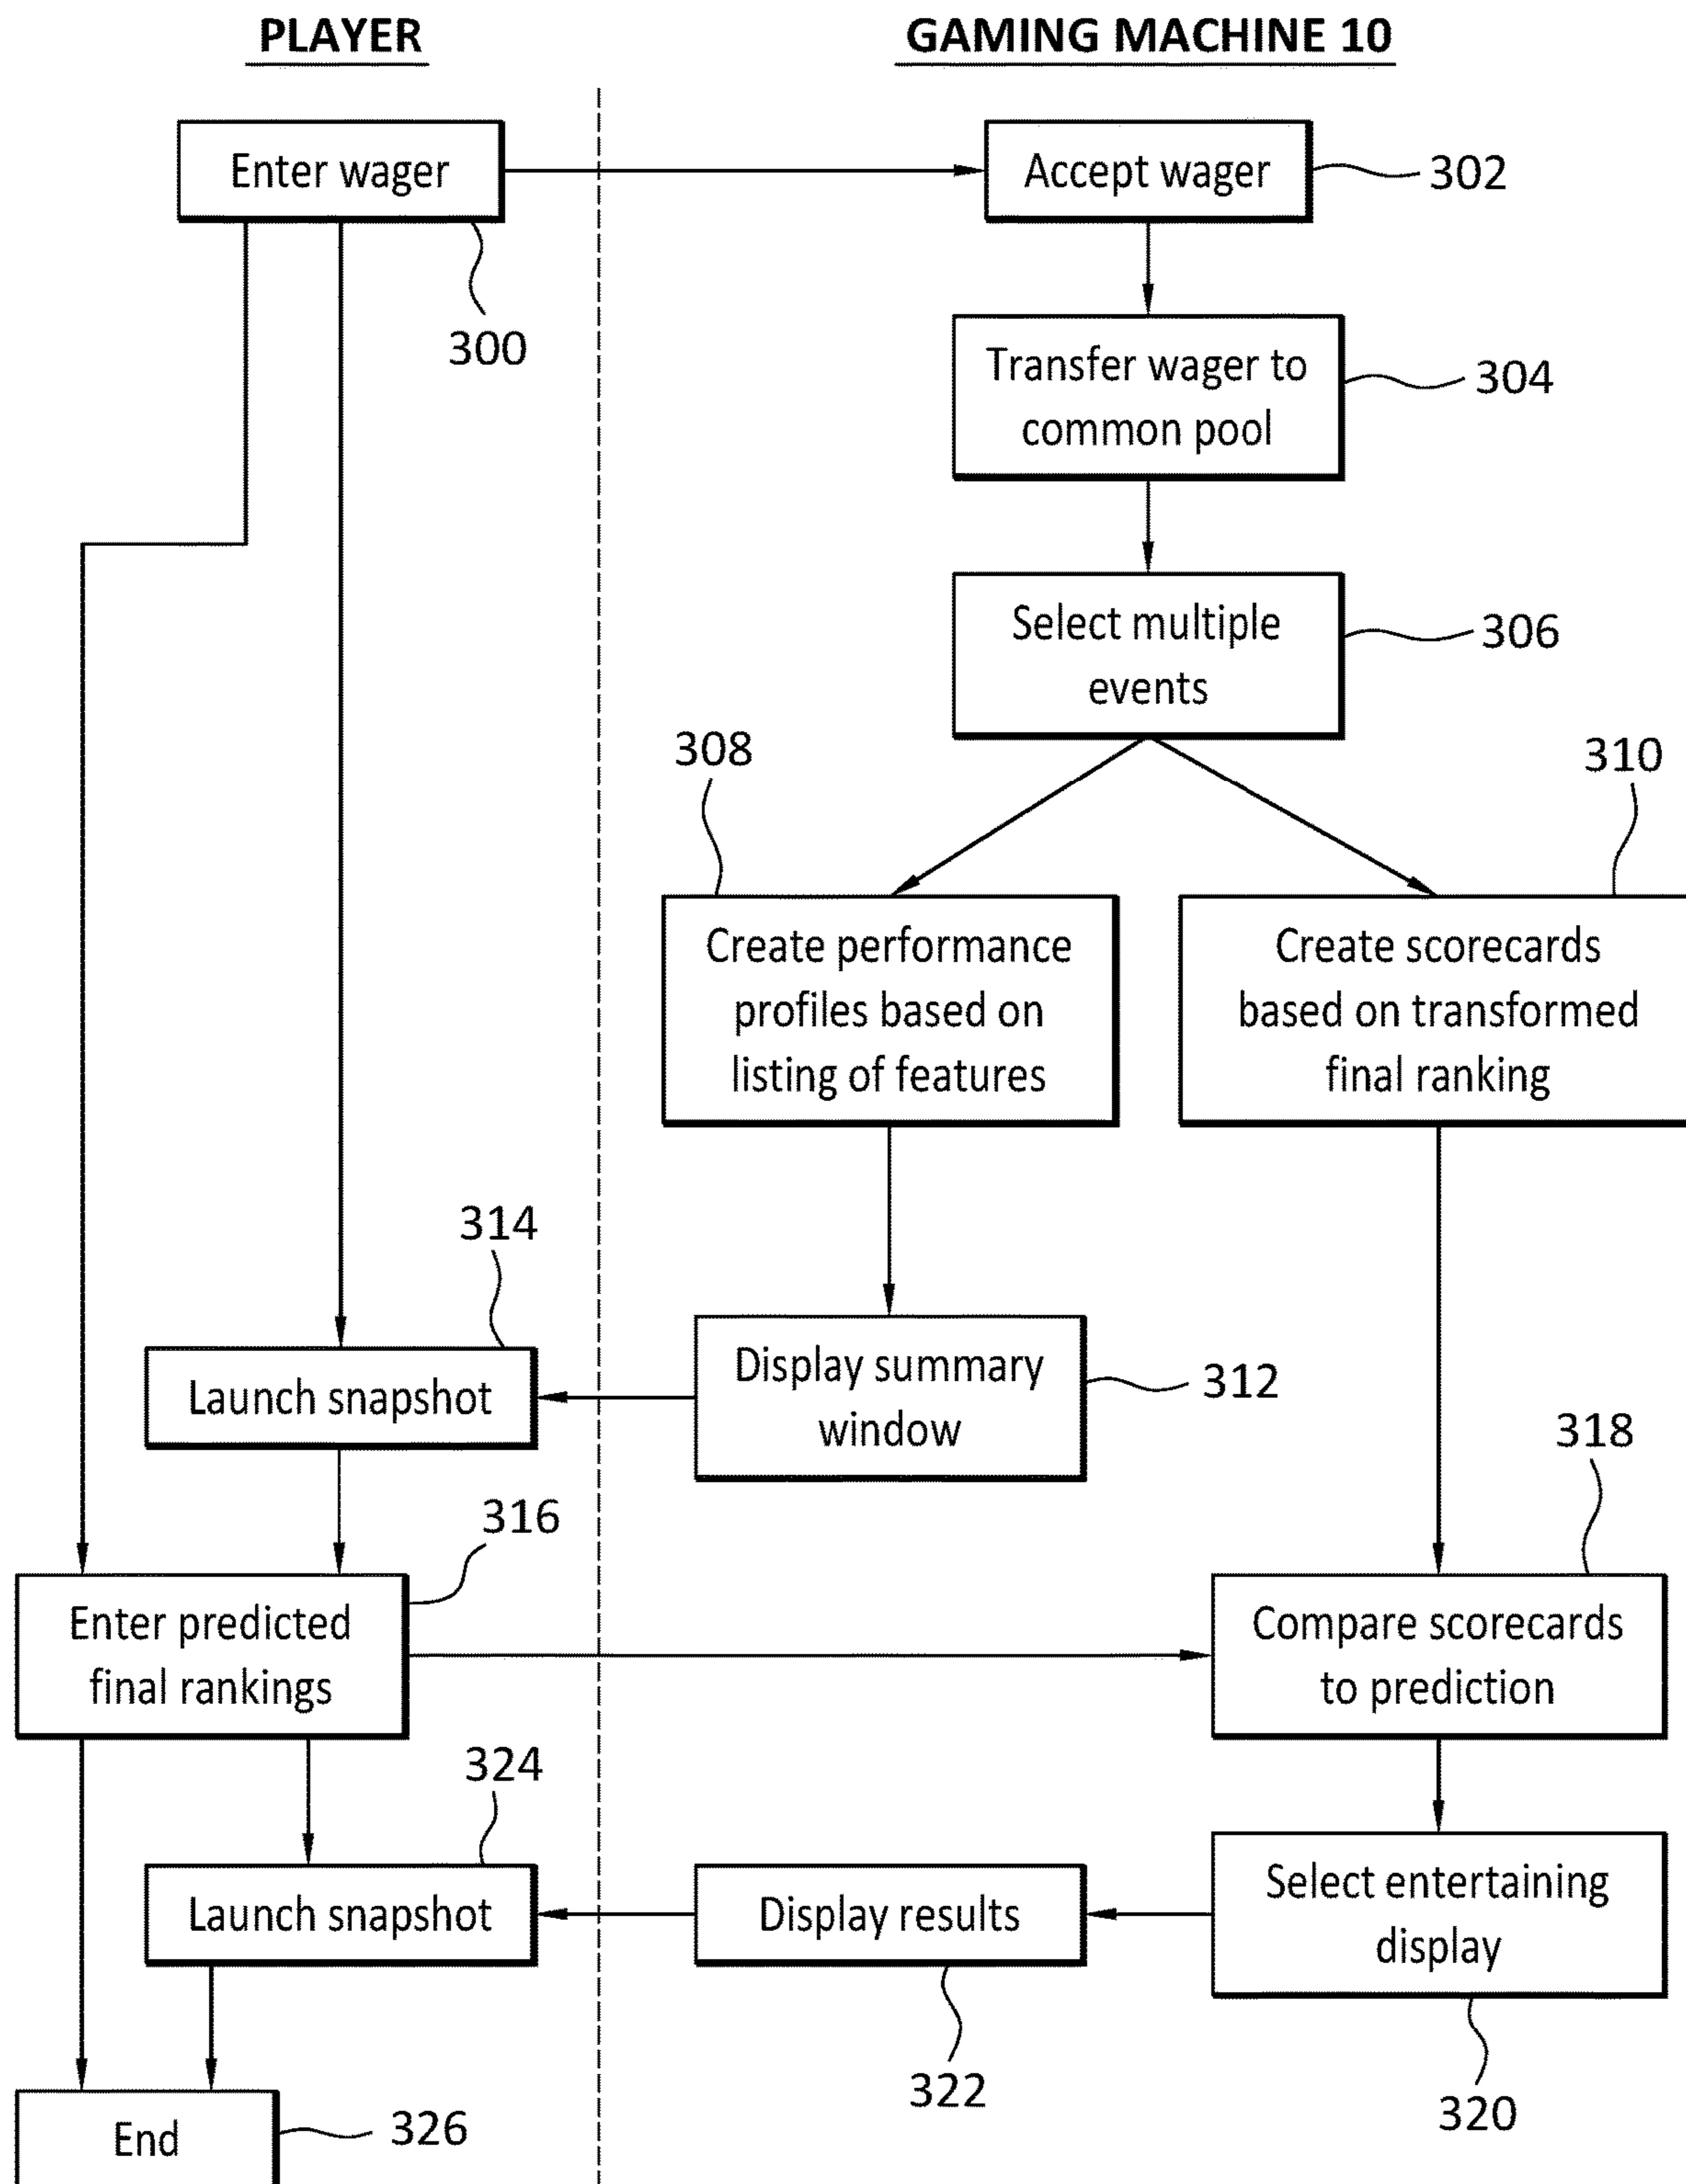 PLAYER
GAMING MACHINE 10
Enter wager
Accept wager
302
300
Transfer wager to
common pool
304
Select multiple
events
306
308
310
Create performance
profiles based on
listing of features
Create scorecards
based on transformed
final ranking
314
Launch snapshot
Display summary
window
312
316
318
Enter predicted
final rankings
Compare scorecards
to prediction
324
Launch snapshot
Display results
Select entertaining
display
322
320
End
326